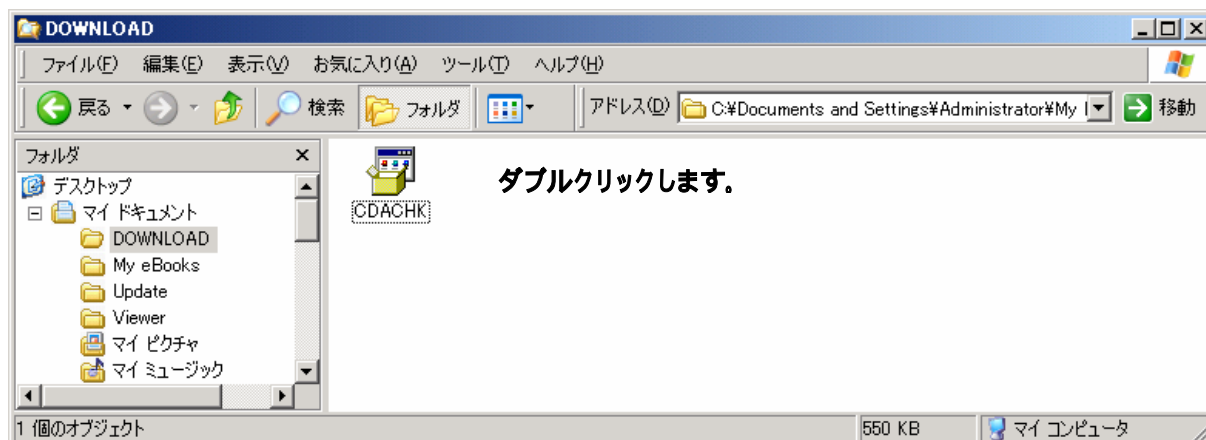 DOWNLOAD
ファイル(F) 編集(E) 表示(V) お気に入り(A) ツール(T) ヘルプ(H)
戻る 検索 フォルダ アドレス(D) C:¥Documents and Settings¥Administrator¥My 移動
フォルダ
デスクトップ
マイ ドキュメント
DOWNLOAD
My eBooks
Update
Viewer
マイ ピクチャ
マイ ミュージック
CDACHK
ダブルクリックします。
1 個のオブジェクト 550 KB マイ コンピュータ